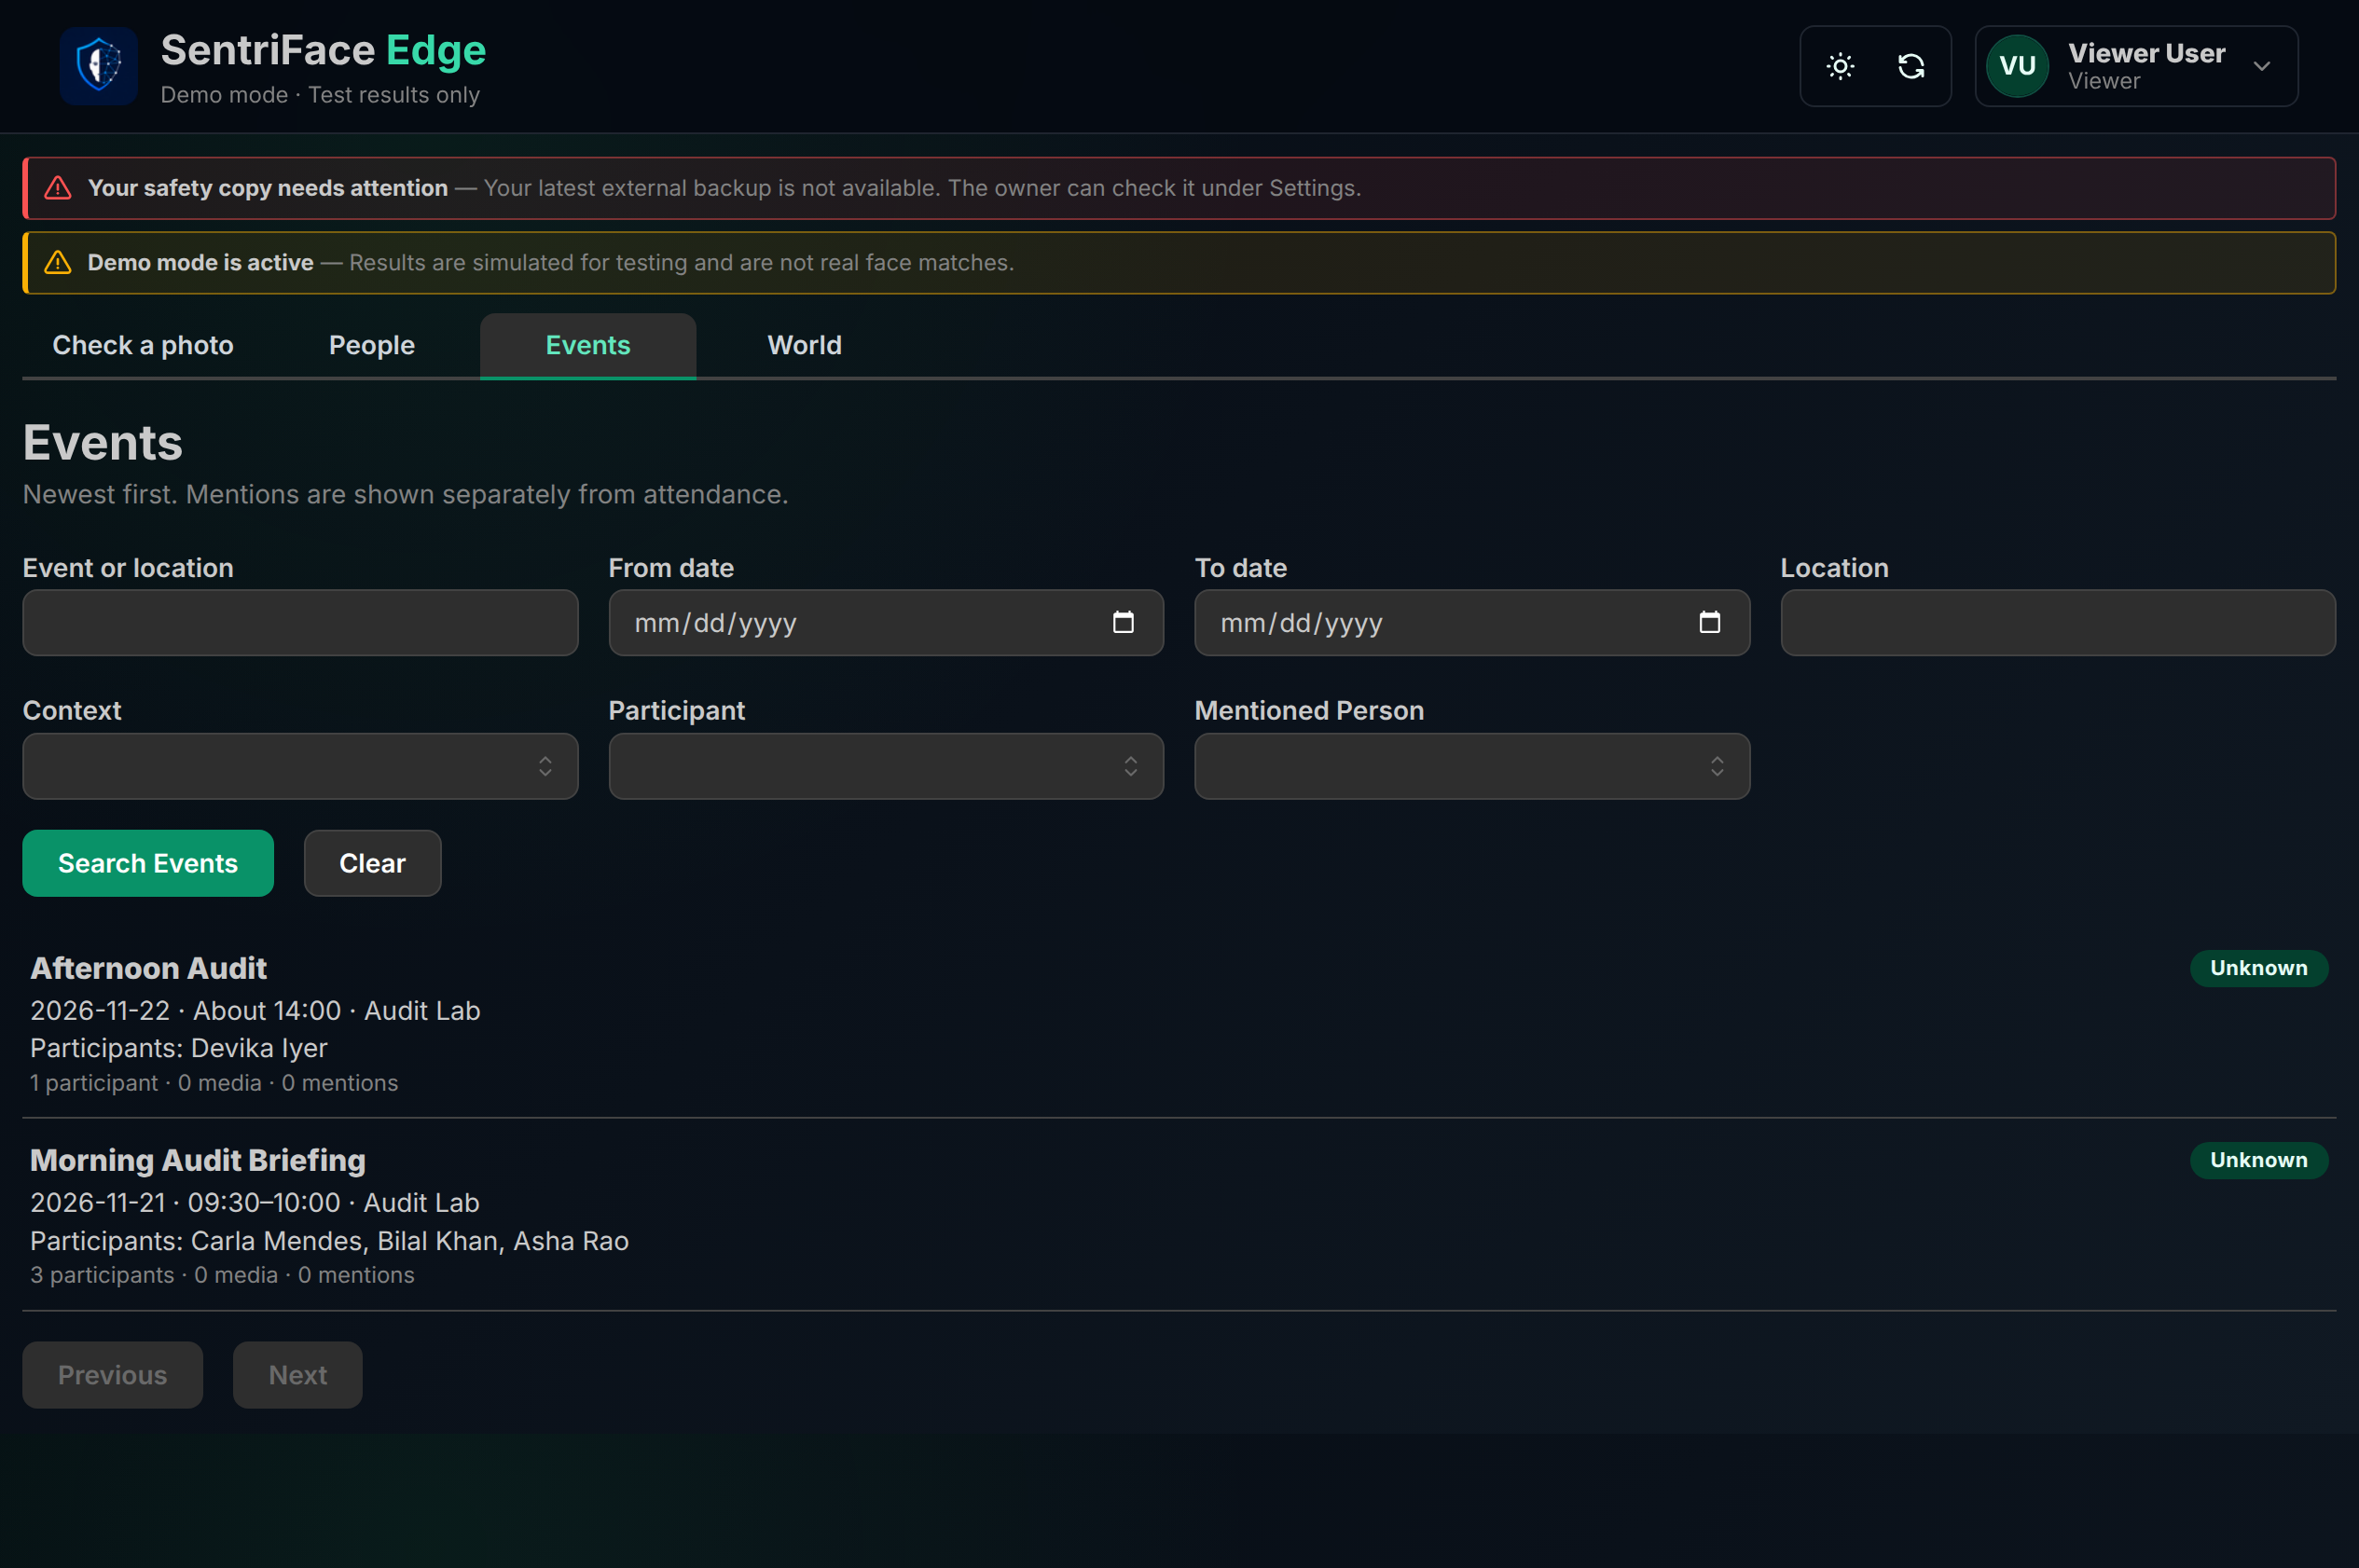 SentriFace Edge
Demo mode · Test results only
VU
Viewer User
Viewer
Your safety copy needs attention — Your latest external backup is not available. The owner can check it under Settings.
Demo mode is active — Results are simulated for testing and are not real face matches.
Check a photo People Events World
Events
Newest first. Mentions are shown separately from attendance.
Event or location From date To date Location
mm/dd/yyyy mm/dd/yyyy
Context Participant Mentioned Person
Search Events Clear
Afternoon Audit Unknown
2026-11-22 · About 14:00 · Audit Lab
Participants: Devika Iyer
1 participant · 0 media · 0 mentions
Morning Audit Briefing Unknown
2026-11-21 · 09:30–10:00 · Audit Lab
Participants: Carla Mendes, Bilal Khan, Asha Rao
3 participants · 0 media · 0 mentions
Previous Next